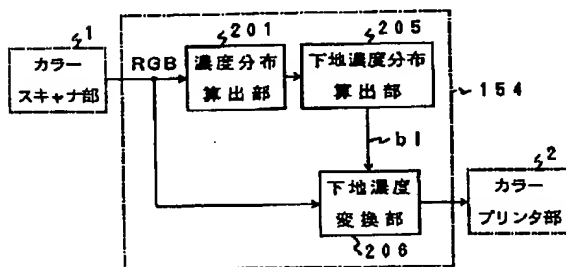 1
カラー
スキャナ部
RGB
201
濃度分布
算出部
205
下地濃度分布
算出部
154
b1
2
下地濃度
変換部
カラー
プリンタ部
206